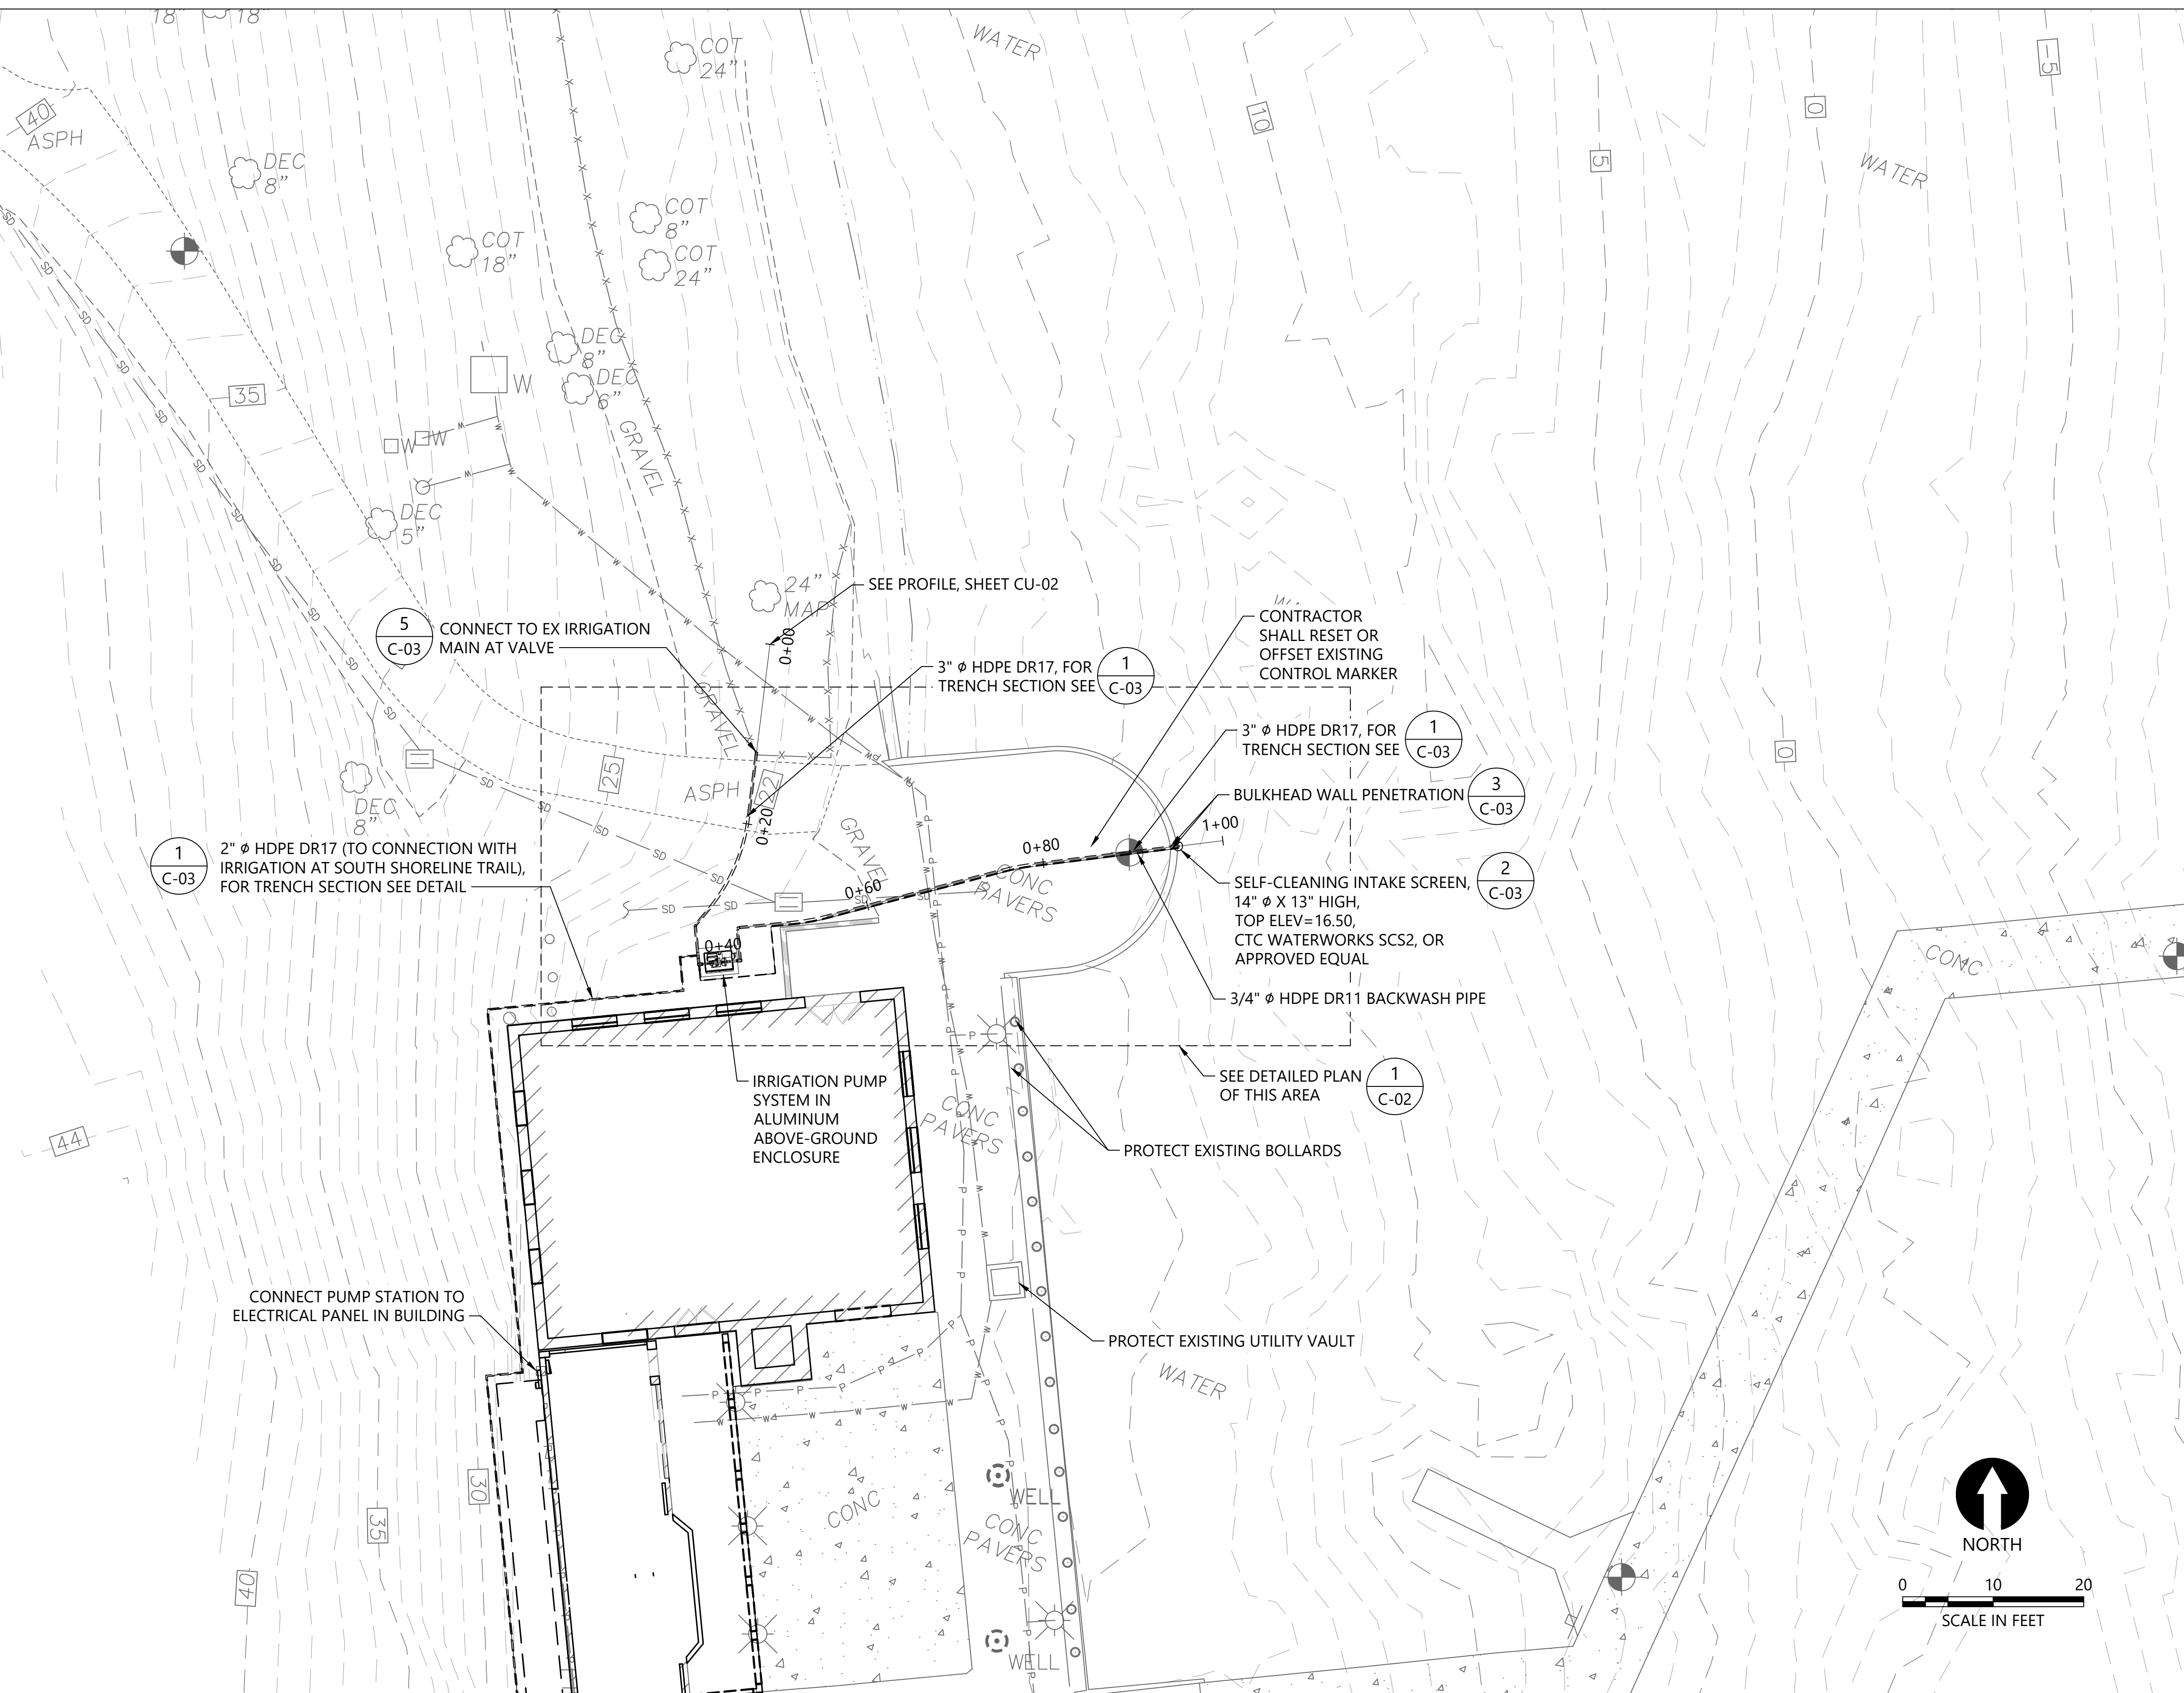 18" 18"
COT
24"
WATER
-5
10
0
5
WATER
40
ASPH
DEC
8"
COT
8"
COT
18"
COT
24"
DEC
8"
DEC
6"
35
W
W
W
GRAVEL
DEC
5"
24"
MAP
SEE PROFILE, SHEET CU-02
0+00
5
C-03
CONNECT TO EX IRRIGATION
MAIN AT VALVE
3" ⌀ HDPE DR17, FOR
TRENCH SECTION SEE
1
C-03
CONTRACTOR
SHALL RESET OR
OFFSET EXISTING
CONTROL MARKER
GRAVEL
3" ⌀ HDPE DR17, FOR
TRENCH SECTION SEE
1
C-03
0
25
22
ASPH
BULKHEAD WALL PENETRATION
3
C-03
DEC
8"
0+20
GRAVEL
1+00
0+80
1
C-03
2" ⌀ HDPE DR17 (TO CONNECTION WITH
IRRIGATION AT SOUTH SHORELINE TRAIL),
FOR TRENCH SECTION SEE DETAIL
0+60
CONC
PAVERS
SELF-CLEANING INTAKE SCREEN,
14" ⌀ X 13" HIGH,
TOP ELEV=16.50,
CTC WATERWORKS SCS2, OR
APPROVED EQUAL
2
C-03
0+40
CONC
3/4" ⌀ HDPE DR11 BACKWASH PIPE
IRRIGATION PUMP
SYSTEM IN
ALUMINUM
ABOVE-GROUND
ENCLOSURE
SEE DETAILED PLAN
OF THIS AREA
1
C-02
CONC
PAVERS
44
PROTECT EXISTING BOLLARDS
CONNECT PUMP STATION TO
ELECTRICAL PANEL IN BUILDING
PROTECT EXISTING UTILITY VAULT
WATER
30
35
40
CONC
WELL
CONC
PAVERS
WELL
NORTH
0 10 20
SCALE IN FEET